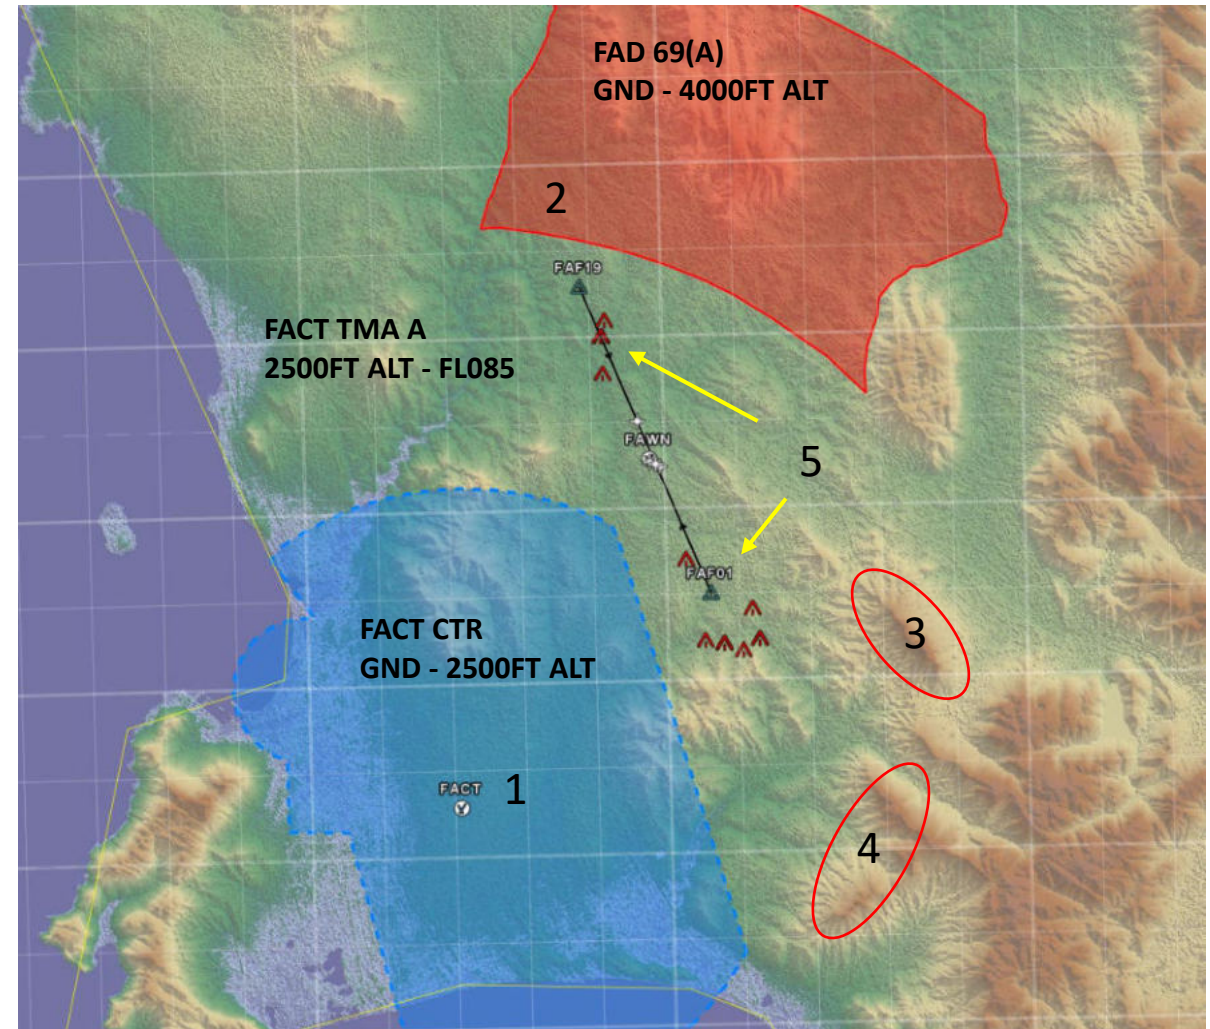 FAD 69(A)
GND - 4000FT ALT
2
FAF19
FACT TMA A
2500FT ALT - FL085
FAWN
5
FAF01
FACT CTR
GND - 2500FT ALT
3
FACT
1
4